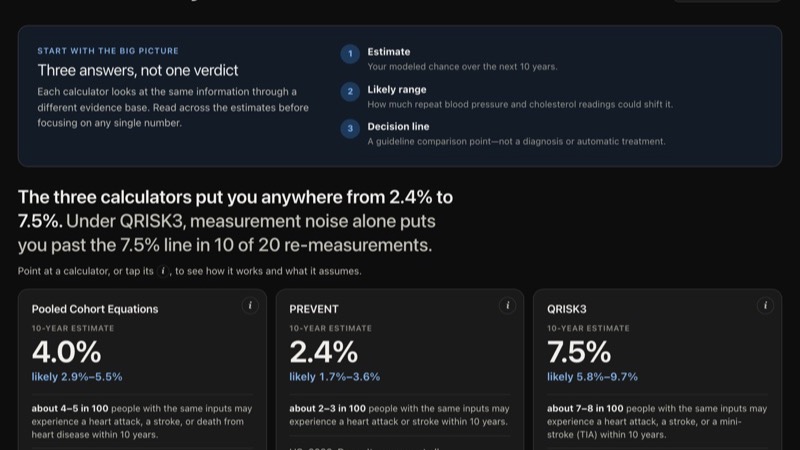 START WITH THE BIG PICTURE
Three answers, not one verdict
Each calculator looks at the same information through a
different evidence base. Read across the estimates before
focusing on any single number.
1
Estimate
Your modeled chance over the next 10 years.
2
Likely range
How much repeat blood pressure and cholesterol readings could shift it.
3
Decision line
A guideline comparison point—not a diagnosis or automatic treatment.
The three calculators put you anywhere from 2.4% to
7.5%. Under QRISK3, measurement noise alone puts
you past the 7.5% line in 10 of 20 re-measurements.
Point at a calculator, or tap its i, to see how it works and what it assumes.
Pooled Cohort Equations
i
10-YEAR ESTIMATE
4.0%
likely 2.9%–5.5%
about 4–5 in 100 people with the same inputs may
experience a heart attack, a stroke, or death from
heart disease within 10 years.
PREVENT
i
10-YEAR ESTIMATE
2.4%
likely 1.7%–3.6%
about 2–3 in 100 people with the same inputs may
experience a heart attack or stroke within 10 years.
QRISK3
i
10-YEAR ESTIMATE
7.5%
likely 5.8%–9.7%
about 7–8 in 100 people with the same inputs may
experience a heart attack, a stroke, or a mini-
stroke (TIA) within 10 years.